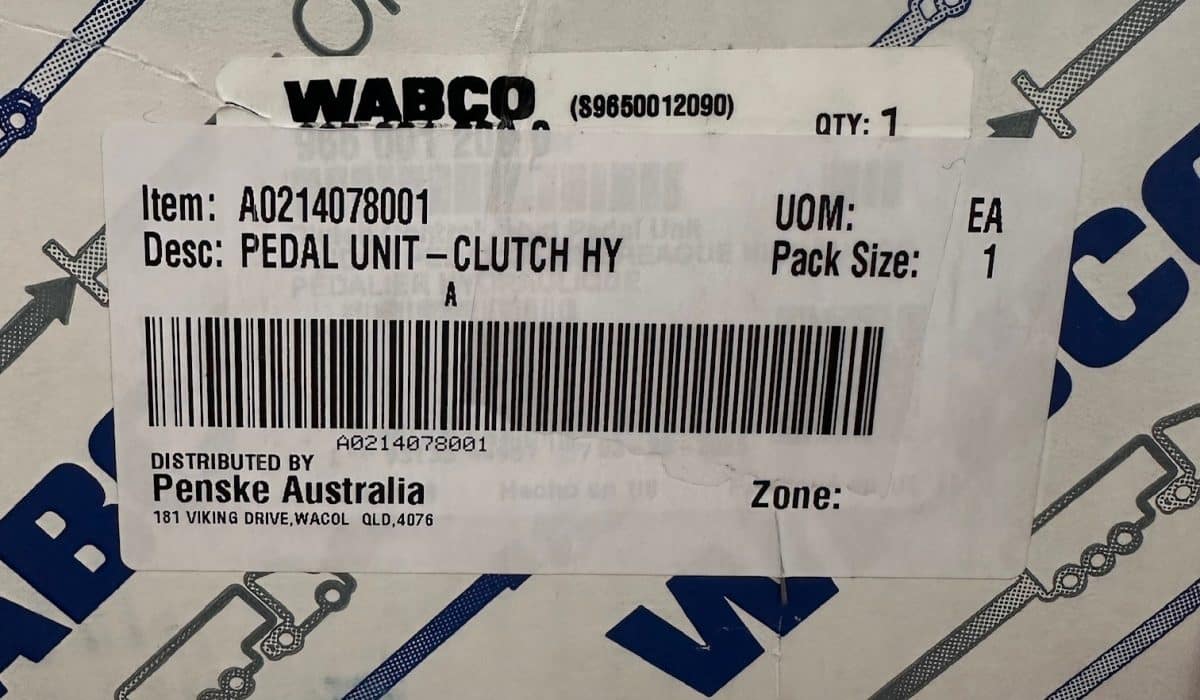 WABCO (S9650012090) QTY: 1
Item: A0214078001 UOM: EA
Desc: PEDAL UNIT – CLUTCH HY Pack Size: 1
A
A0214078001
DISTRIBUTED BY
Penske Australia Zone:
181 VIKING DRIVE,WACOL QLD,4076